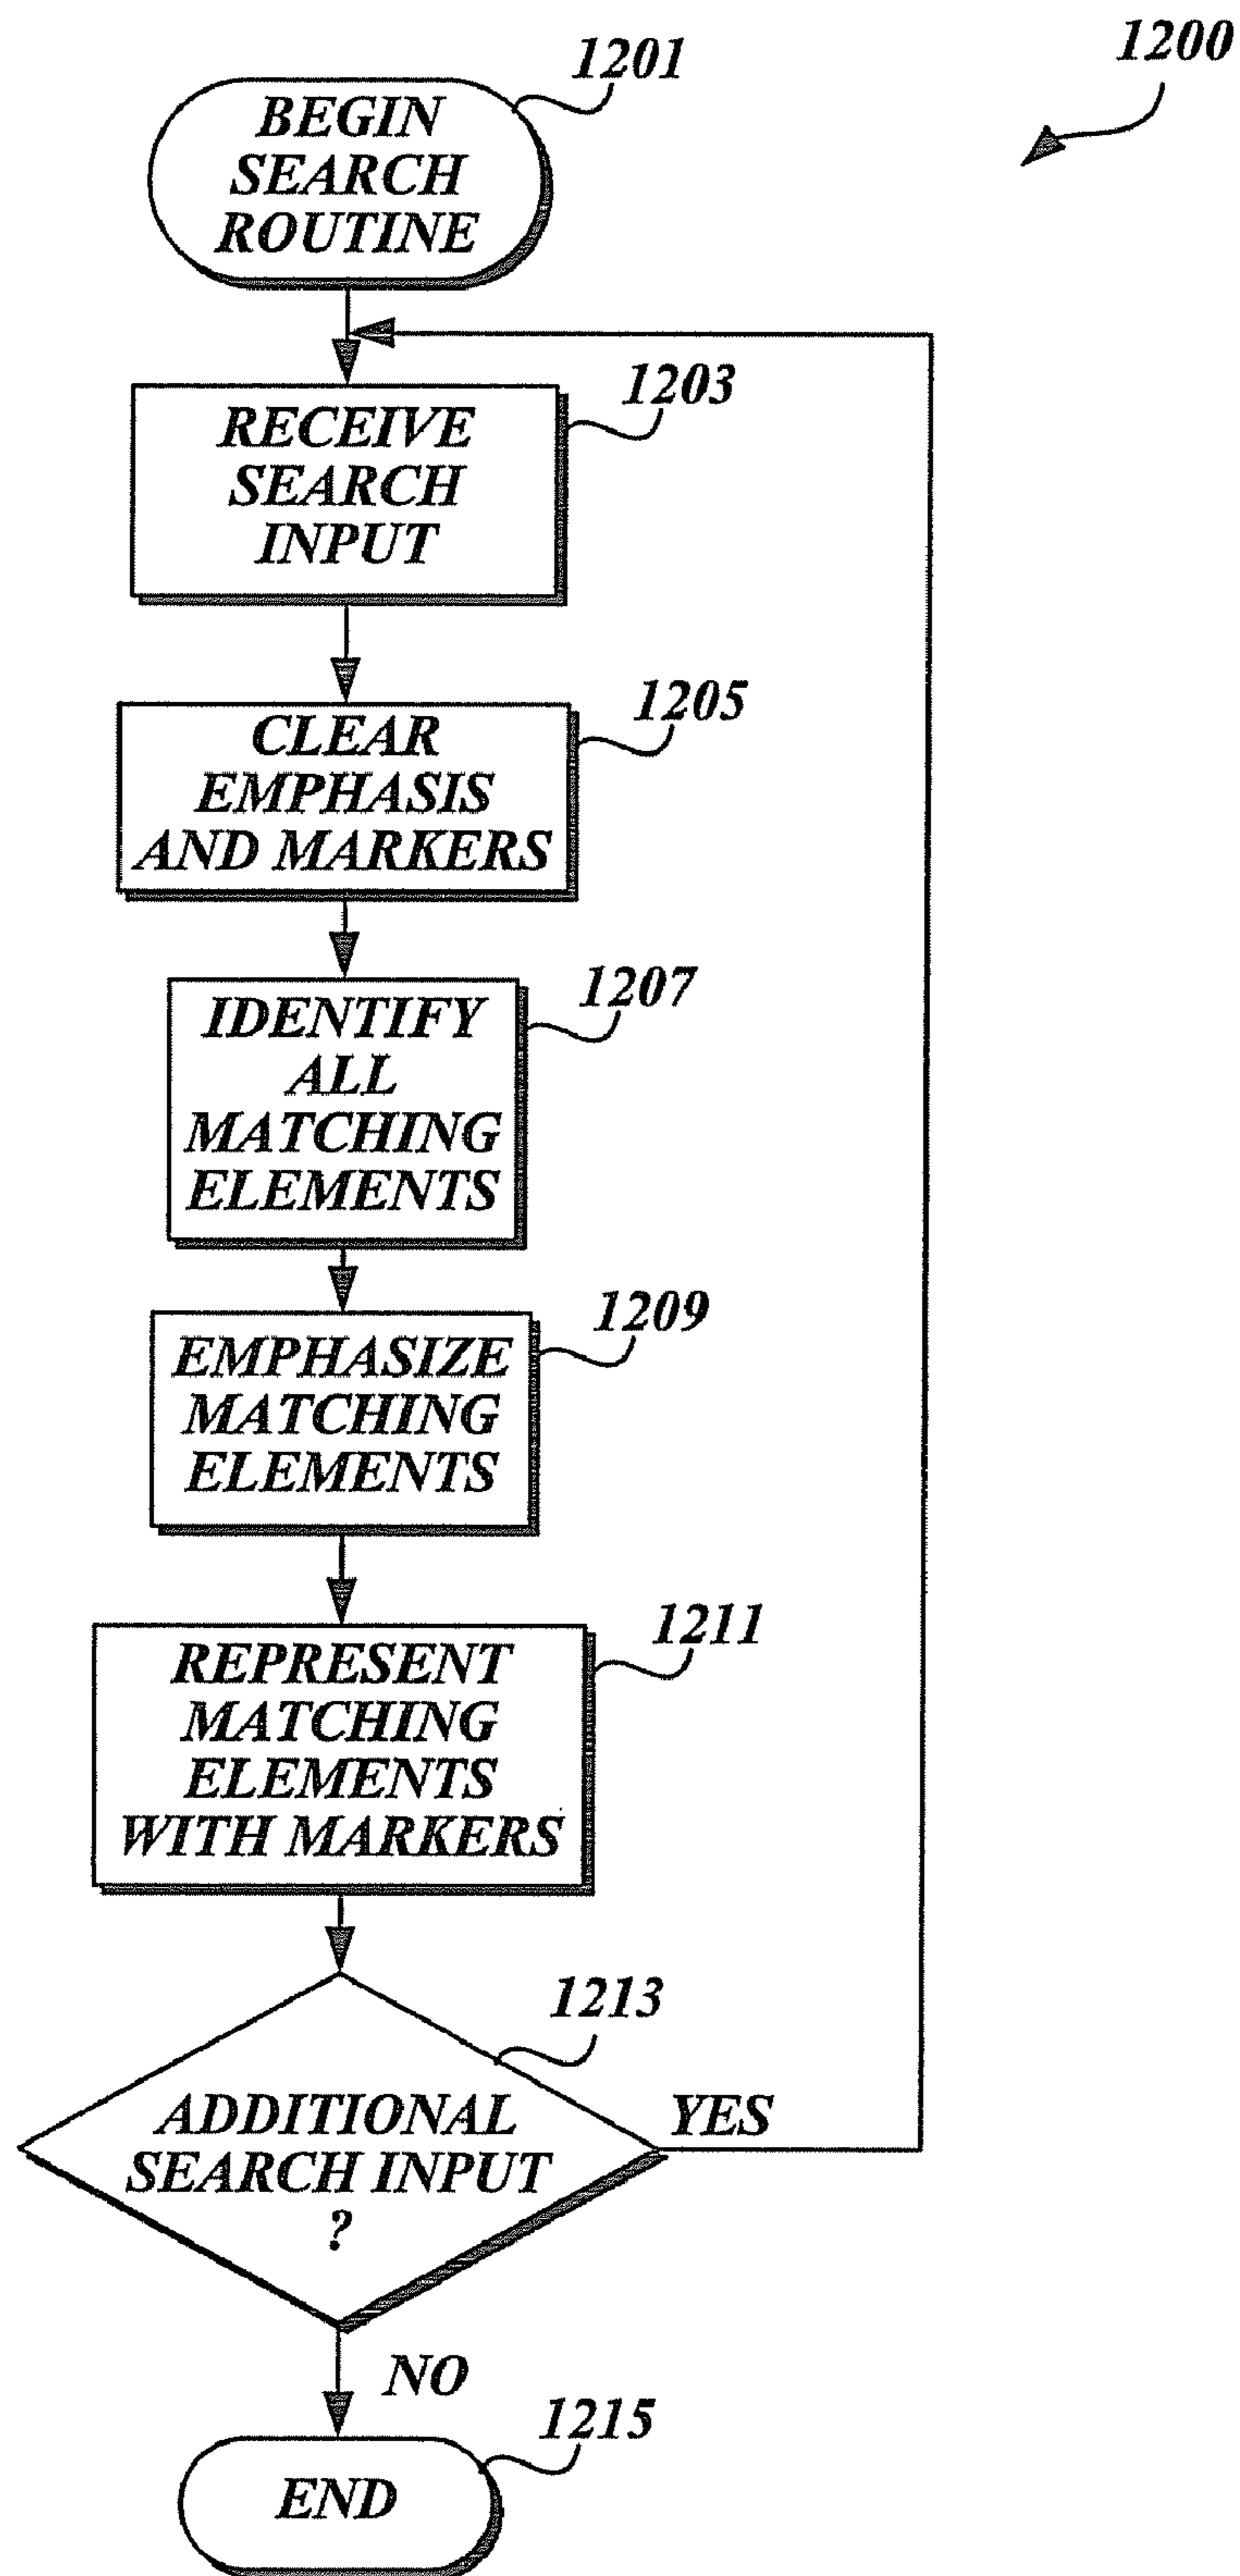 1200
1201
BEGIN
SEARCH
ROUTINE
1203
RECEIVE
SEARCH
INPUT
1205
CLEAR
EMPHASIS
AND MARKERS
1207
IDENTIFY
ALL
MATCHING
ELEMENTS
1209
EMPHASIZE
MATCHING
ELEMENTS
1211
REPRESENT
MATCHING
ELEMENTS
WITH MARKERS
1213
ADDITIONAL
SEARCH INPUT
?
YES
NO
1215
END